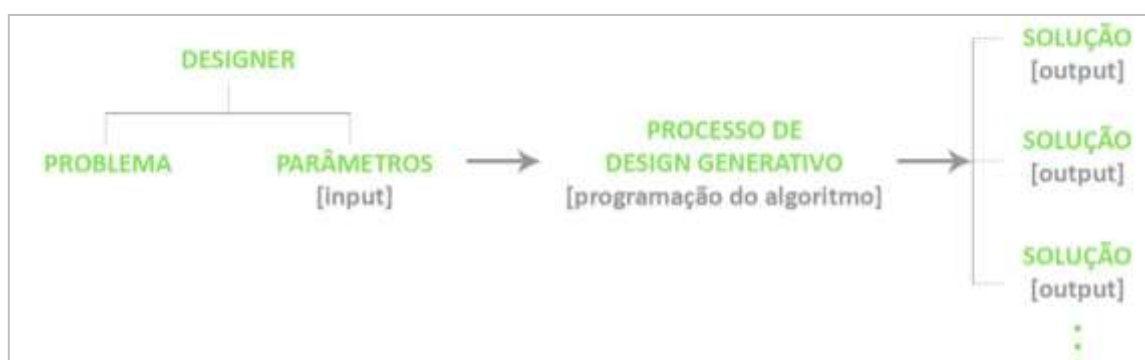 DESIGNER
PROBLEMA
PARÂMETROS
[input]
PROCESSO DE
DESIGN GENERATIVO
[programação do algoritmo]
SOLUÇÃO
[output]
SOLUÇÃO
[output]
SOLUÇÃO
[output]